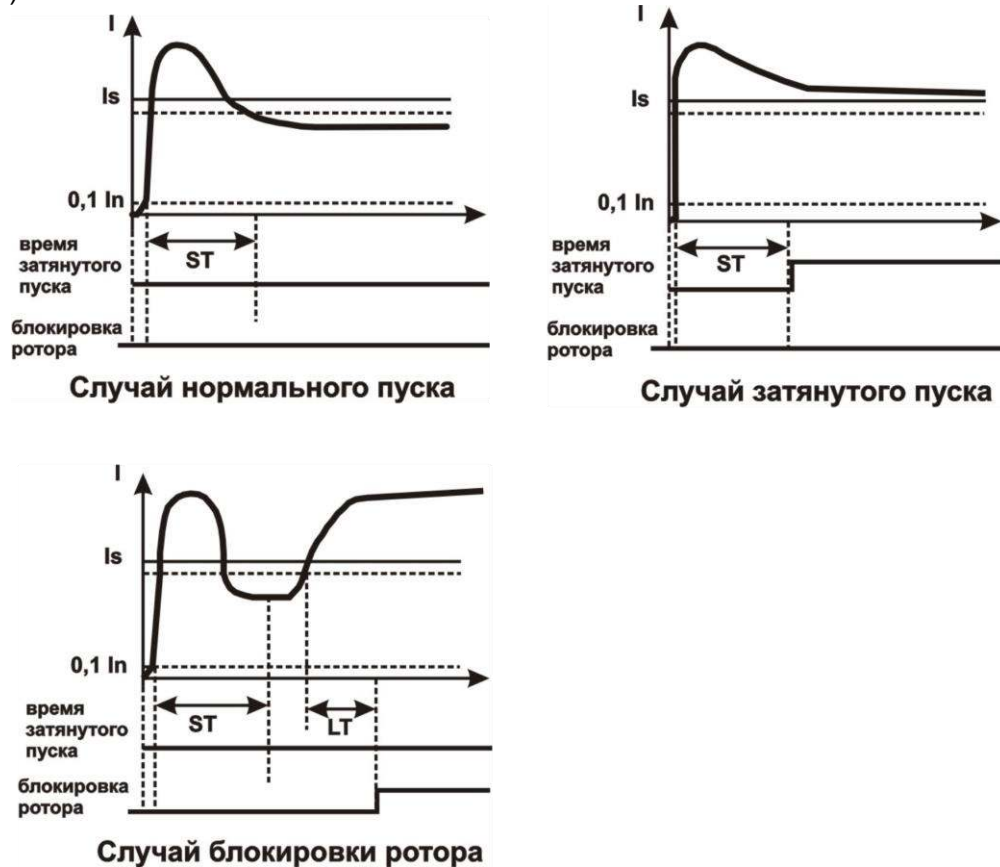 )
I
Is
0,1 In
время
затянутого
пуска
ST
блокировка
ротора
Случай нормального пуска
I
Is
0,1 In
время
затянутого
пуска
ST
блокировка
ротора
Случай затянутого пуска
I
Is
0,1 In
время
затянутого
пуска
ST
LT
блокировка
ротора
Случай блокировки ротора